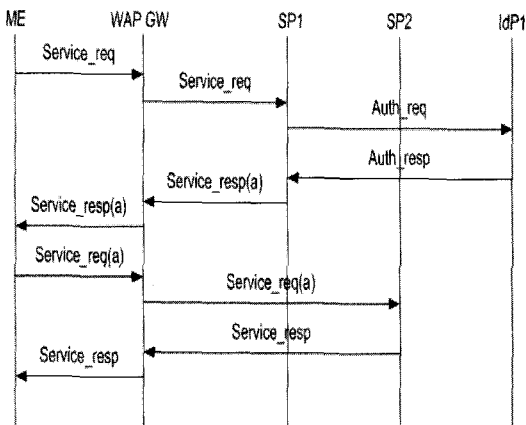 ME WAP GW SP1 SP2 IdP1
Service_req
Service_req
Auth_req
Auth_resp
Service_resp(a)
Service_resp(a)
Service_req(a)
Service_req(a)
Service_resp
Service_resp